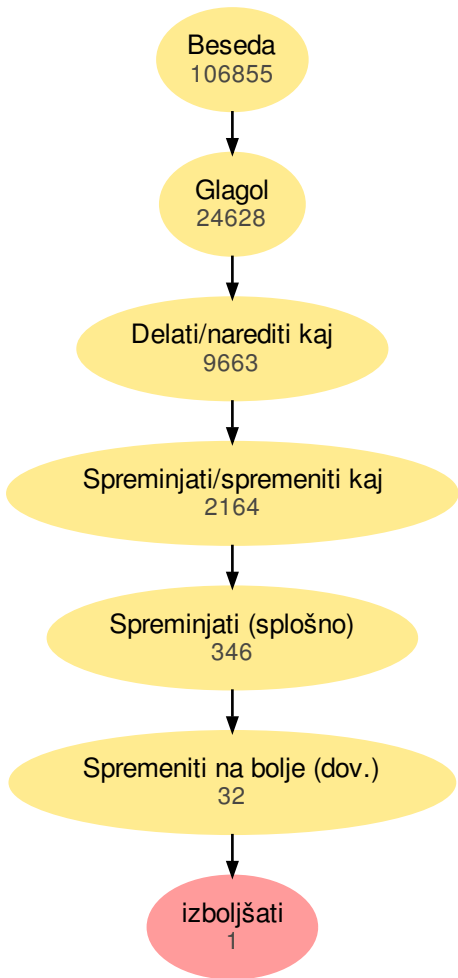 Beseda
106855
Glagol
24628
Delati/narediti kaj
9663
Spreminjati/spremeniti kaj
2164
Spreminjati (splošno)
346
Spremeniti na bolje (dov.)
32
izboljšati
1